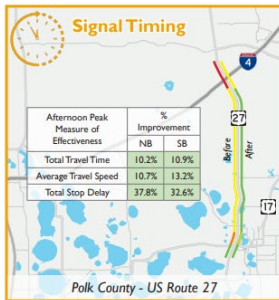 Signal Timing
4
Afternoon Peak Measure of Effectiveness % Improvement
NB SB
Total Travel Time 10.2% 10.9%
Average Travel Speed 10.7% 13.2%
Total Stop Delay 37.8% 32.6%
27
Before
After
17
Polk County - US Route 27